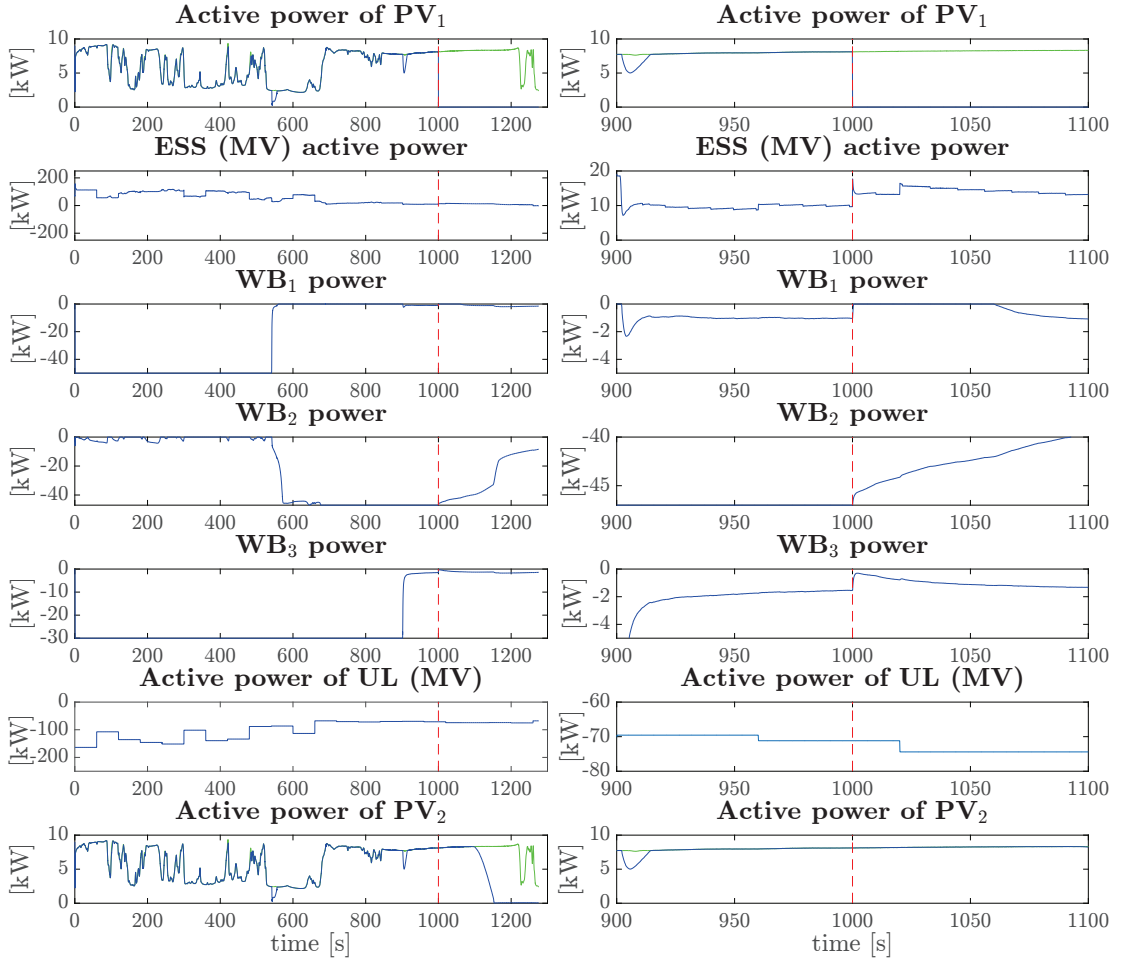 Active power of PV₁ Active power of PV₁
[kW] 10 5 0 [kW] 10 5 0
0 200 400 600 800 1000 1200 900 950 1000 1050 1100
ESS (MV) active power ESS (MV) active power
[kW] 200 0 -200 [kW] 20 10 0
0 200 400 600 800 1000 1200 900 950 1000 1050 1100
WB₁ power WB₁ power
[kW] 0 -20 -40 [kW] 0 -2 -4
0 200 400 600 800 1000 1200 900 950 1000 1050 1100
WB₂ power WB₂ power
[kW] 0 -20 -40 [kW] -40 -45
0 200 400 600 800 1000 1200 900 950 1000 1050 1100
WB₃ power WB₃ power
[kW] 0 -10 -20 -30 [kW] 0 -2 -4
0 200 400 600 800 1000 1200 900 950 1000 1050 1100
Active power of UL (MV) Active power of UL (MV)
[kW] 0 -100 -200 [kW] -60 -70 -80
0 200 400 600 800 1000 1200 900 950 1000 1050 1100
Active power of PV₂ Active power of PV₂
[kW] 10 5 0 [kW] 10 5 0
0 200 400 600 800 1000 1200 900 950 1000 1050 1100
time [s] time [s]